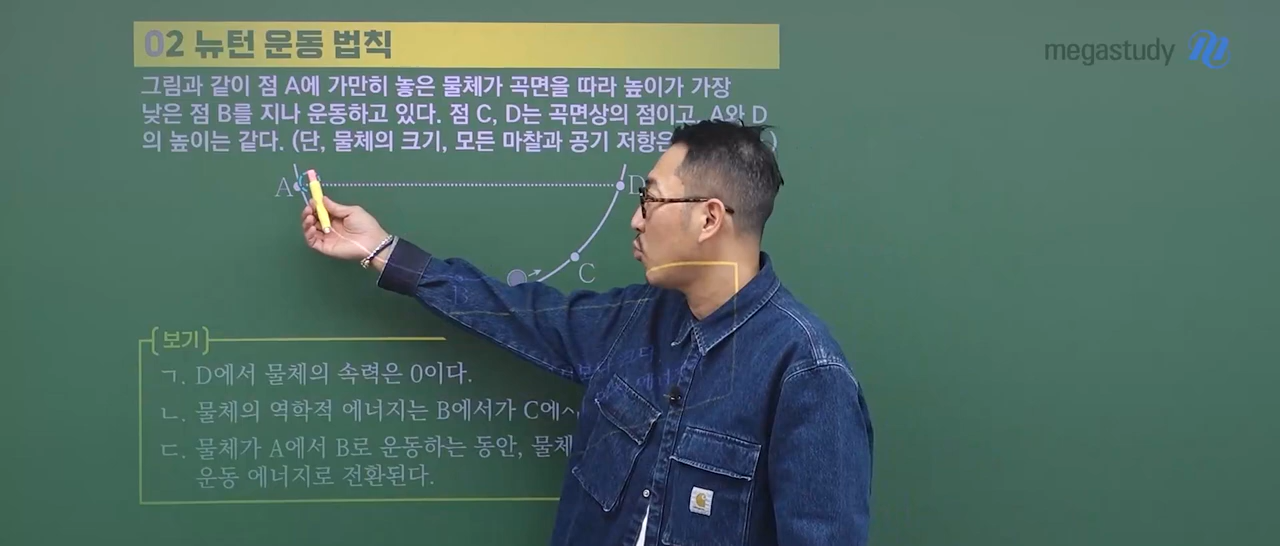 02 뉴턴 운동 법칙
megastudy
그림과 같이 점 A에 가만히 놓은 물체가 곡면을 따라 높이가 가장
낮은 점 B를 지나 운동하고 있다. 점 C, D는 곡면상의 점이고, A와 D
의 높이는 같다. (단, 물체의 크기, 모든 마찰과 공기 저항은
A
D
C
보기
ㄱ. D에서 물체의 속력은 0이다.
ㄴ. 물체의 역학적 에너지는 B에서가 C에서
ㄷ. 물체가 A에서 B로 운동하는 동안, 물체
운동 에너지로 전환된다.